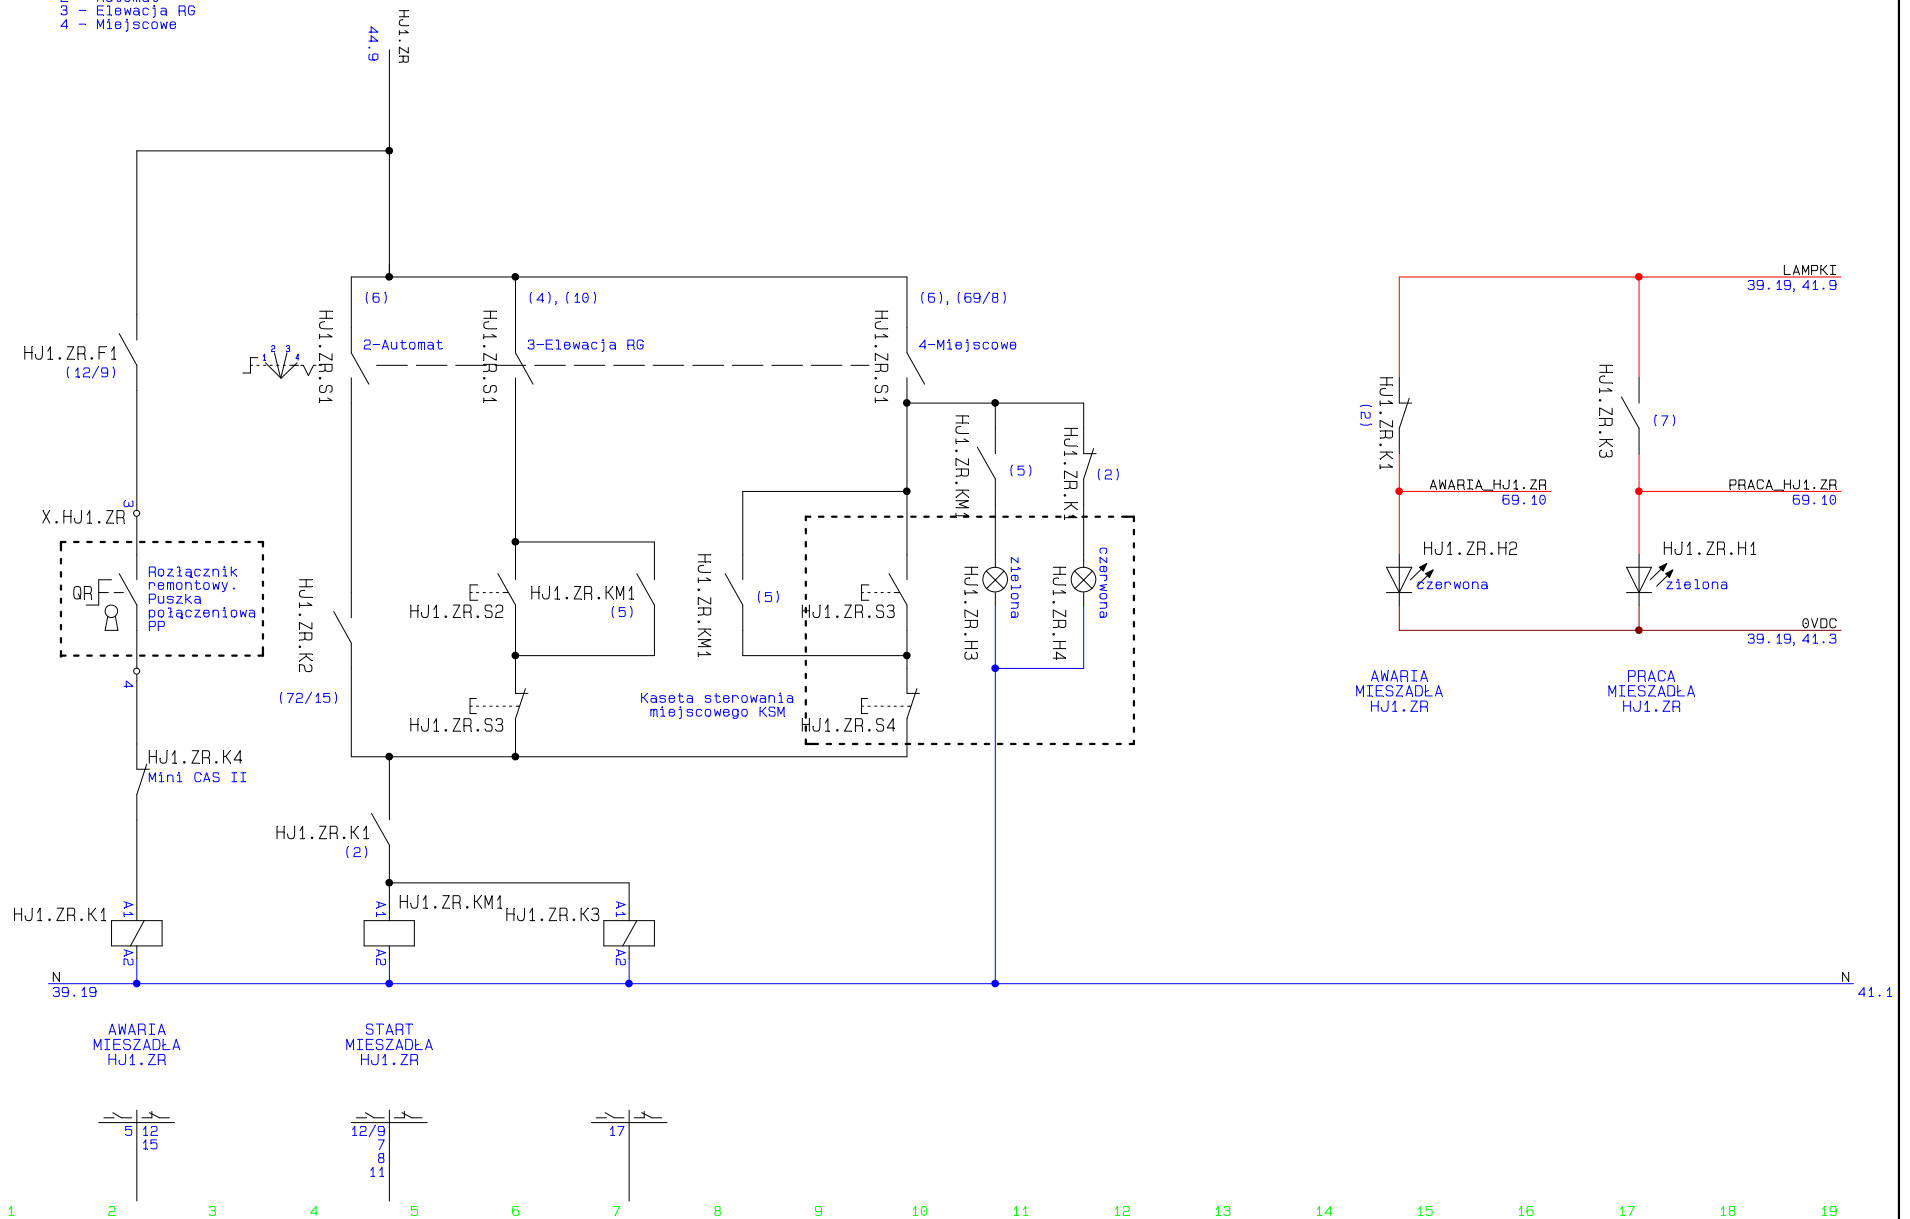 3 - Elewacja RG
4 - Miejscowe
HJ1.ZR
44.9
(6)
(4),(10)
(6),(69/8)
HJ1.ZR.S1
2-Automat
HJ1.ZR.S1
3-Elewacja RG
HJ1.ZR.S1
4-Miejscowe
HJ1.ZR.F1
(12/9)
1 2 3 4
HJ1.ZR.KM1
(5)
HJ1.ZR.K1
(2)
3
X.HJ1.ZR
QR
Rozłącznik
remontowy.
Puszka
połączeniowa
PP
4
HJ1.ZR.K2
(72/15)
HJ1.ZR.S2
HJ1.ZR.KM1
(5)
HJ1.ZR.S3
HJ1.ZR.KM1
(5)
HJ1.ZR.S3
HJ1.ZR.H3
zielona
HJ1.ZR.H4
czerwona
Kaseta sterowania
miejscowego KSM
HJ1.ZR.S4
HJ1.ZR.K4
Mini CAS II
HJ1.ZR.K1
(2)
HJ1.ZR.K1
A1
A2
HJ1.ZR.KM1
A1
A2
HJ1.ZR.K3
A1
A2
N
39.19
N
41.1
LAMPKI
39.19,41.9
HJ1.ZR.K1
(2)
HJ1.ZR.K3
(7)
AWARIA_HJ1.ZR
69.10
PRACA_HJ1.ZR
69.10
HJ1.ZR.H2
czerwona
HJ1.ZR.H1
zielona
0VDC
39.19,41.3
AWARIA
MIESZADŁA
HJ1.ZR
PRACA
MIESZADŁA
HJ1.ZR
AWARIA
MIESZADŁA
HJ1.ZR
START
MIESZADŁA
HJ1.ZR
5 12
15
12/9
7
8
11
17
1 2 3 4 5 6 7 8 9 10 11 12 13 14 15 16 17 18 19